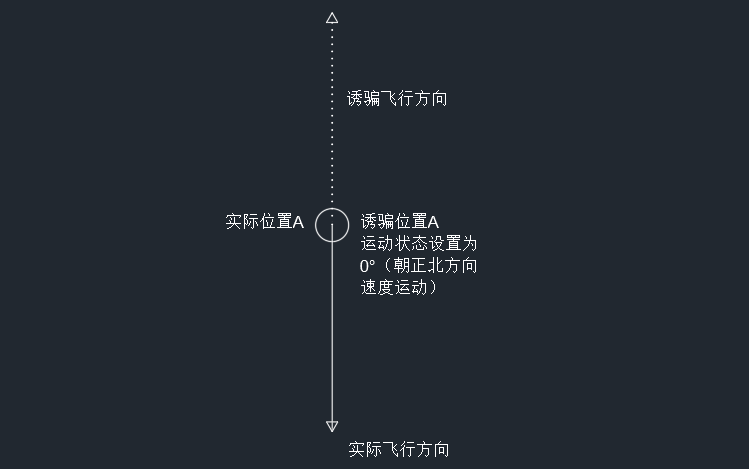 诱骗飞行方向
实际位置A
诱骗位置A
运动状态设置为
0°（朝正北方向
速度运动）
实际飞行方向